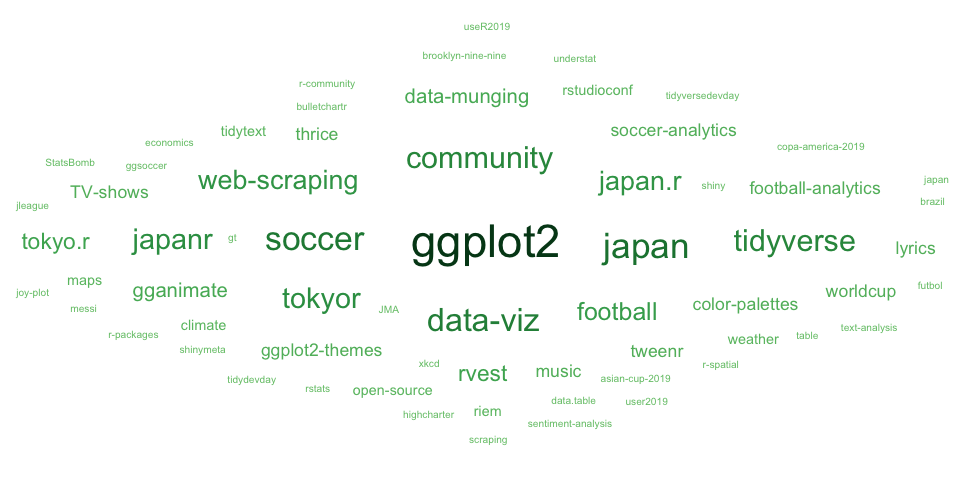 useR2019
brooklyn-nine-nine
understat
r-community
data-munging
rstudioconf
tidyversedevday
bulletchartr
tidytext
thrice
soccer-analytics
economics
community
copa-america-2019
StatsBomb
ggsoccer
web-scraping
japan.r
shiny
football-analytics
japan
TV-shows
jleague
brazil
tokyo.r
japanr
gt
soccer
ggplot2
japan
tidyverse
lyrics
maps
joy-plot
gganimate
tokyor
color-palettes
worldcup
futbol
messi
JMA
football
r-packages
climate
data-viz
text-analysis
weather
table
shinymeta
ggplot2-themes
tweenr
xkcd
r-spatial
tidydevday
rvest
music
asian-cup-2019
rstats
open-source
data.table
user2019
highcharter
riem
sentiment-analysis
scraping